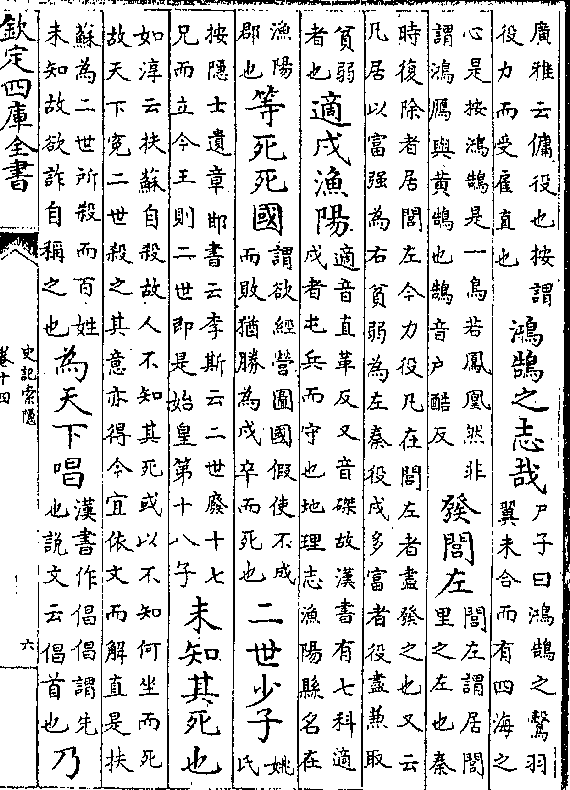 廣雅云傭役也按謂役力而受雇直也鴻鵠之志哉尸子曰鴻鵠之鷇羽翼未合而有四海之
心是按鴻鵠是一鳥若鳳凰然非謂鴻鴈與黄鵠也鵠音户酷反發閭左閭左謂居閭里之左也秦
時復除者居閭左今力役凡在閭左者盡發之也又云凡居以富强為右貧弱為左秦役戍多富者役盡兼取
貧弱者也適戍漁陽適音直革反又音磔故漢書有七科適戍者屯兵而守也地理志漁陽縣名在
漁陽郡也等死死國謂欲經營圖國假使不成而敗猶勝為戍卒而死也二世少子姚氏
按隠士遺章邯書云李斯云二世廢十七兄而立今王則二世即是始皇第十八子未知其死也
如淳云扶蘇自殺故人不知其死或以不知何坐而死故天下寃二世殺之其意亦得今宜依文而解直是扶
蘇為二世所殺而百姓未知故欲詐自稱之也為天下唱漢書作倡倡謂先也說文云倡首也乃
欽定四庫全書
史記索隠
卷十四
六